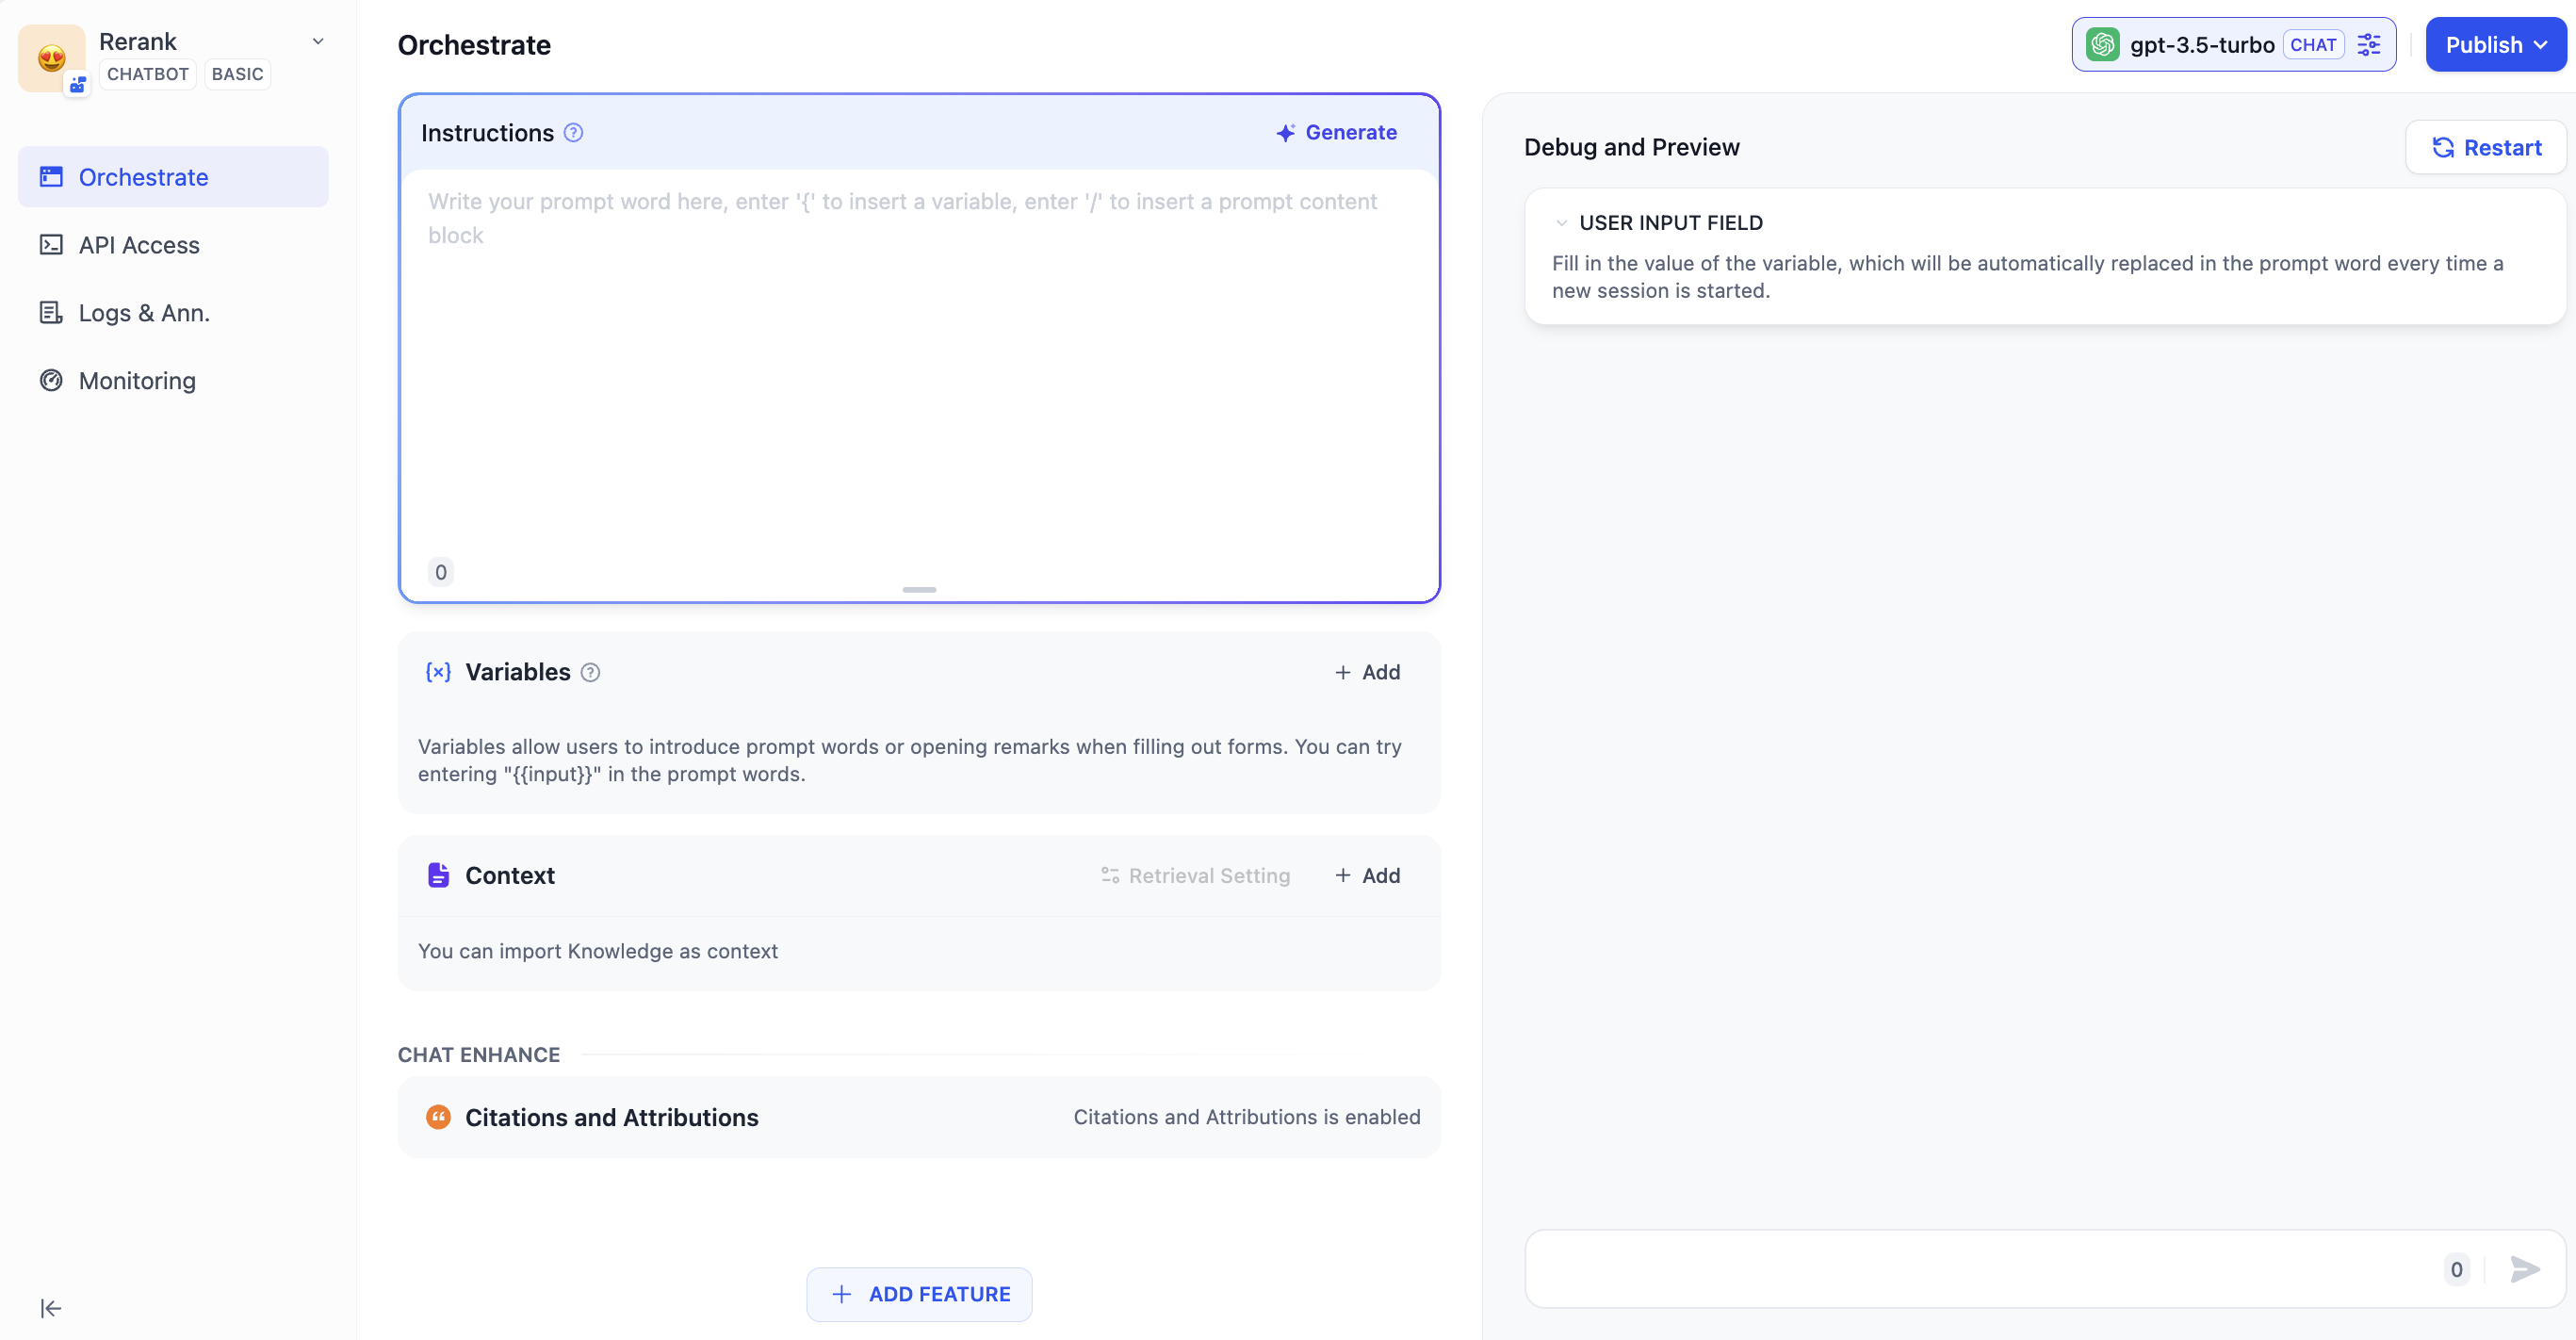 Rerank
CHATBOT BASIC
Orchestrate
API Access
Logs & Ann.
Monitoring
Orchestrate
gpt-3.5-turbo CHAT
Publish
Instructions
Generate
Write your prompt word here, enter '{' to insert a variable, enter '/' to insert a prompt content
block
0
Variables
+ Add
Variables allow users to introduce prompt words or opening remarks when filling out forms. You can try
entering "{{input}}" in the prompt words.
Context
Retrieval Setting
+ Add
You can import Knowledge as context
CHAT ENHANCE
Citations and Attributions
Citations and Attributions is enabled
+ ADD FEATURE
Debug and Preview
Restart
USER INPUT FIELD
Fill in the value of the variable, which will be automatically replaced in the prompt word every time a
new session is started.
0